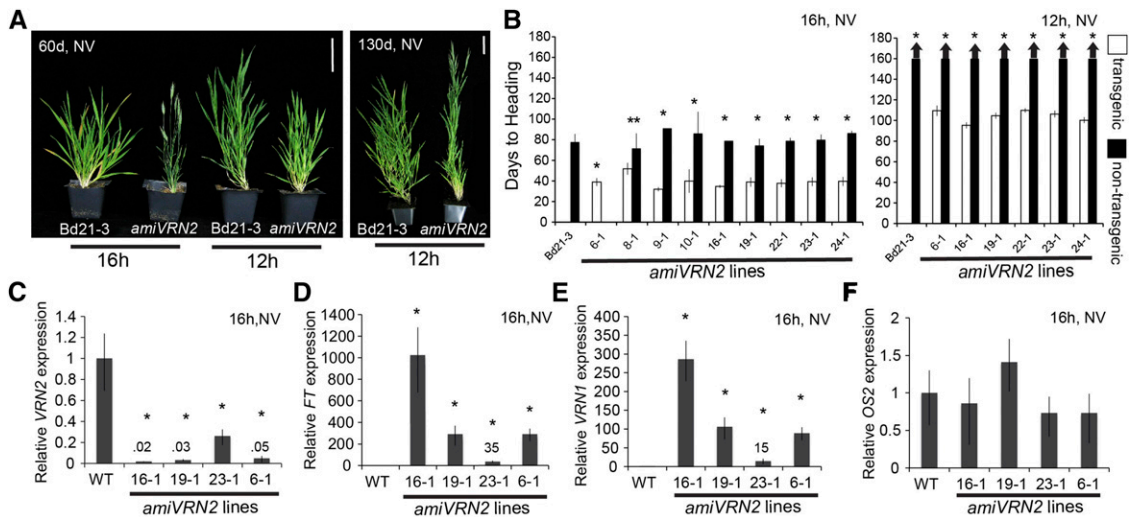 A
60d, NV
130d, NV
Bd21-3
amiVRN2
Bd21-3
amiVRN2
Bd21-3
amiVRN2
16h
12h
12h
B
16h, NV
12h, NV
Days to Heading
180
160
140
120
100
80
60
40
20
0
*
**
*
*
*
*
*
*
*
Bd21-3
6-1
8-1
9-1
10-1
16-1
19-1
22-1
23-1
24-1
amiVRN2 lines
180
160
140
120
100
80
60
40
20
0
* * * * * * *
Bd21-3
6-1
16-1
19-1
22-1
23-1
24-1
amiVRN2 lines
transgenic
non-transgenic
C
16h,NV
Relative VRN2 expression
1.4
1.2
1
0.8
0.6
0.4
0.2
0
* * * *
.02
.03
.05
WT
16-1
19-1
23-1
6-1
amiVRN2 lines
D
16h,NV
Relative FT expression
1400
1200
1000
800
600
400
200
0
* * * *
35
WT
16-1
19-1
23-1
6-1
amiVRN2 lines
E
16h, NV
Relative VRN1 expression
400
350
300
250
200
150
100
50
0
* * * *
15
WT
16-1
19-1
23-1
6-1
amiVRN2 lines
F
16h, NV
Relative OS2 expression
2
1.5
1
0.5
0
WT
16-1
19-1
23-1
6-1
amiVRN2 lines